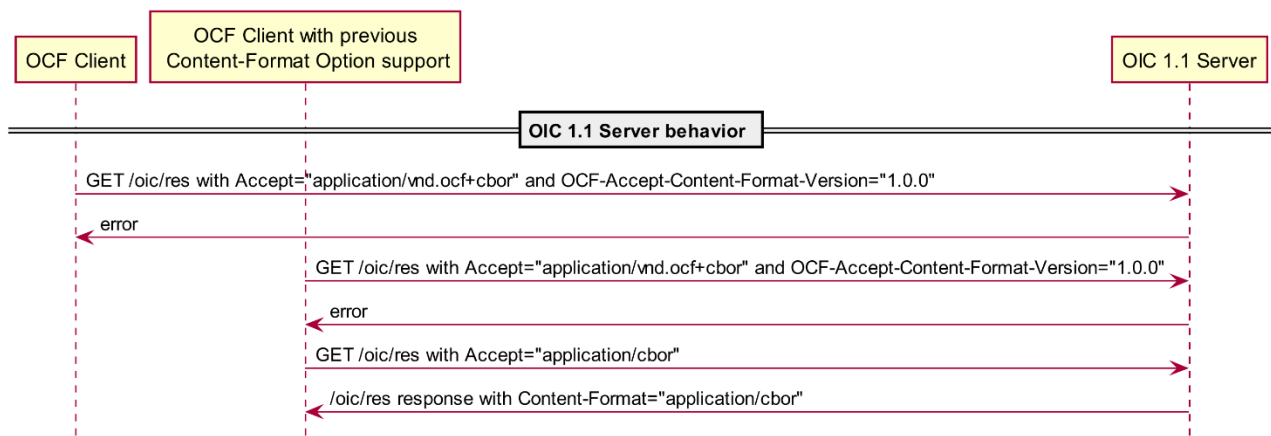 OCF Client
OCF Client with previous
Content-Format Option support
OIC 1.1 Server
OIC 1.1 Server behavior
GET /oic/res with Accept="application/vnd.ocf+cbor" and OCF-Accept-Content-Format-Version="1.0.0"
error
GET /oic/res with Accept="application/vnd.ocf+cbor" and OCF-Accept-Content-Format-Version="1.0.0"
error
GET /oic/res with Accept="application/cbor"
/oic/res response with Content-Format="application/cbor"